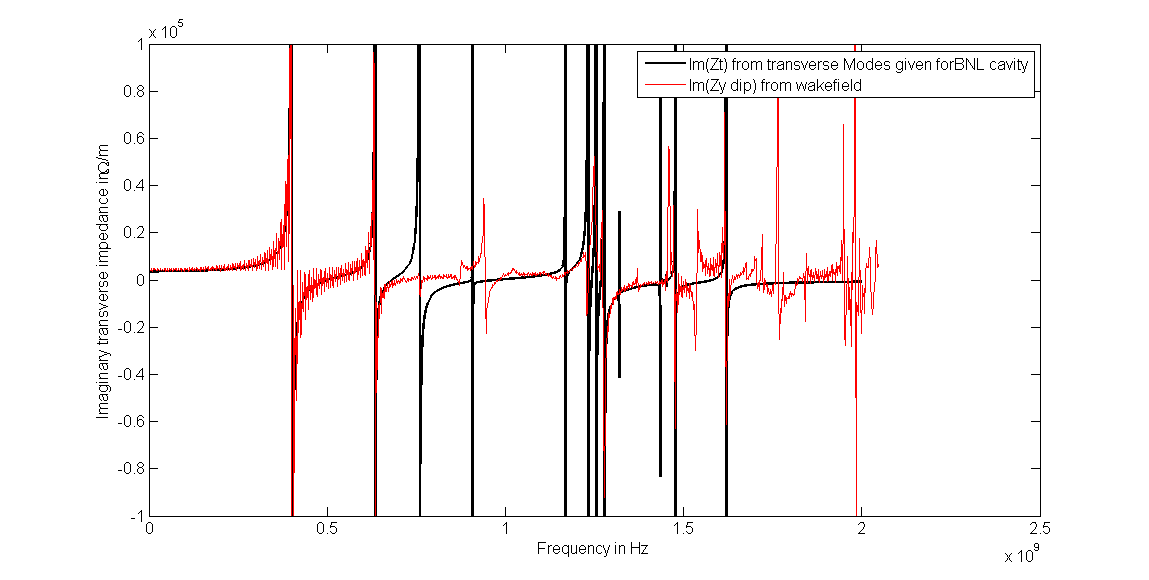 x 10^5
1
0.8
0.6
0.4
0.2
0
-0.2
-0.4
-0.6
-0.8
-1
Imaginary transverse impedance inΩ/m
Im(Zt) from transverse Modes given forBNL cavity
Im(Zy dip) from wakefield
0 0.5 1 1.5 2 2.5
Frequency in Hz
x 10^9